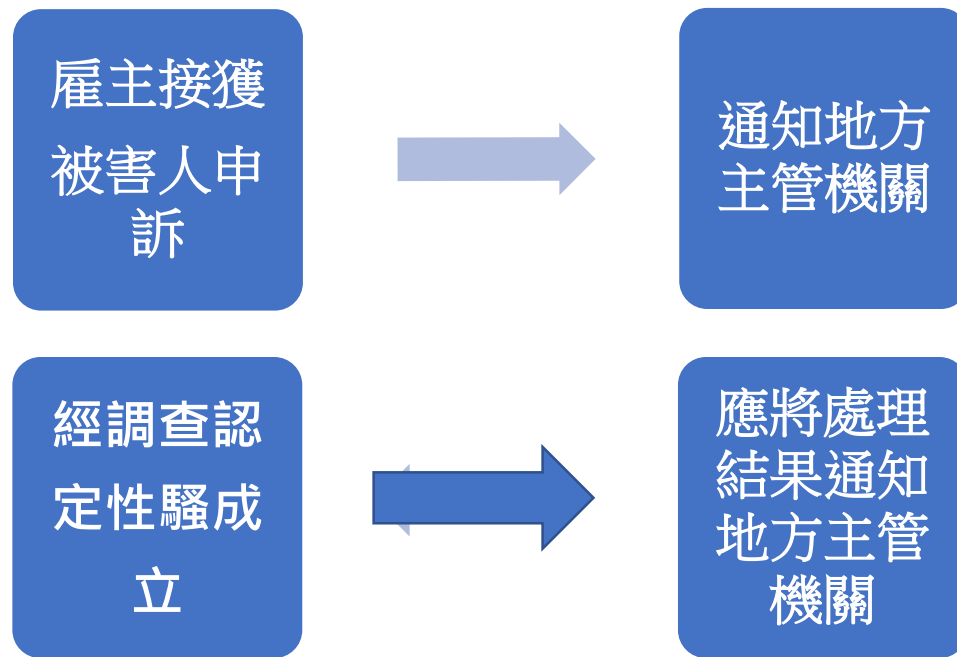 雇主接獲
被害人申
訴
通知地方
主管機關
經調查認
定性騷成
立
應將處理
結果通知
地方主管
機關